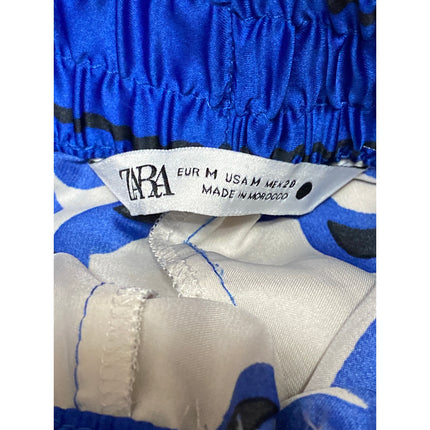 ZARA
EUR M USA M MEX 28
MADE IN MOROCCO